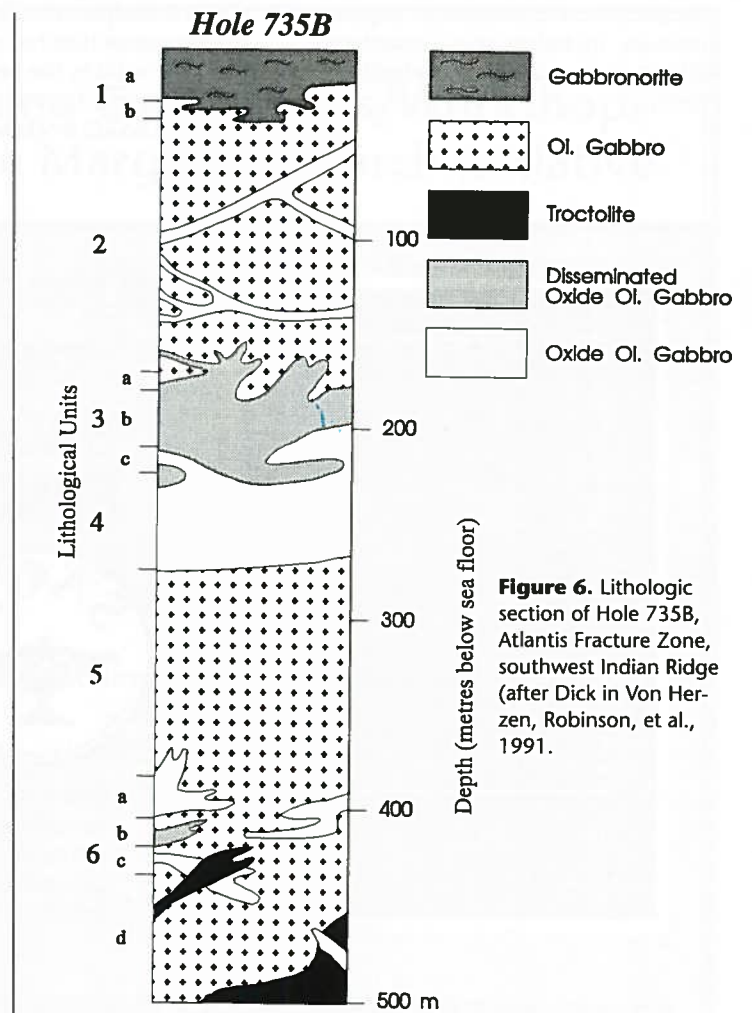 Hole 735B
a
1
b
2
a
3
b
c
4
5
a
b
6
c
d
Lithological Units
100
200
300
400
500 m
Depth (metres below sea floor)
Gabbronorite
Ol. Gabbro
Troctolite
Disseminated
Oxide Ol. Gabbro
Oxide Ol. Gabbro
Figure 6. Lithologic
section of Hole 735B,
Atlantis Fracture Zone,
southwest Indian Ridge
(after Dick in Von Her-
zen, Robinson, et al.,
1991.